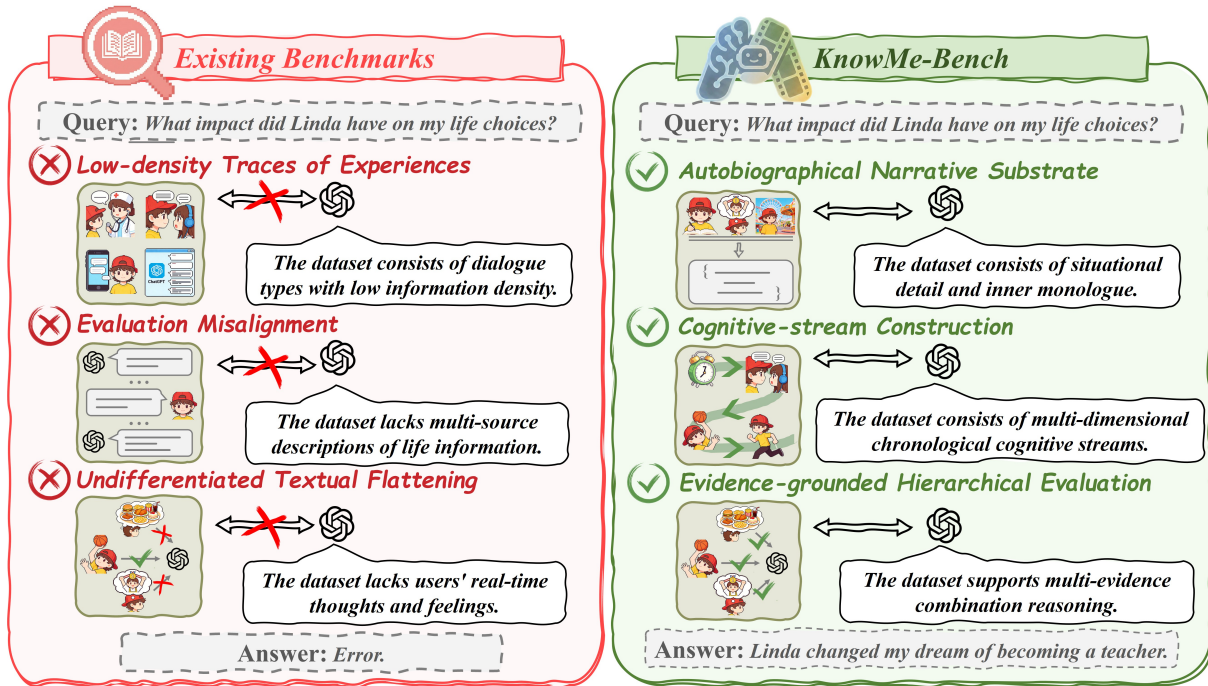 Existing Benchmarks
Query: What impact did Linda have on my life choices?
Low-density Traces of Experiences
ChatGPT
The dataset consists of dialogue
types with low information density.
Evaluation Misalignment
The dataset lacks multi-source
descriptions of life information.
Undifferentiated Textual Flattening
The dataset lacks users' real-time
thoughts and feelings.
Answer: Error.
KnowMe-Bench
Query: What impact did Linda have on my life choices?
Autobiographical Narrative Substrate
The dataset consists of situational
detail and inner monologue.
Cognitive-stream Construction
The dataset consists of multi-dimensional
chronological cognitive streams.
Evidence-grounded Hierarchical Evaluation
The dataset supports multi-evidence
combination reasoning.
Answer: Linda changed my dream of becoming a teacher.